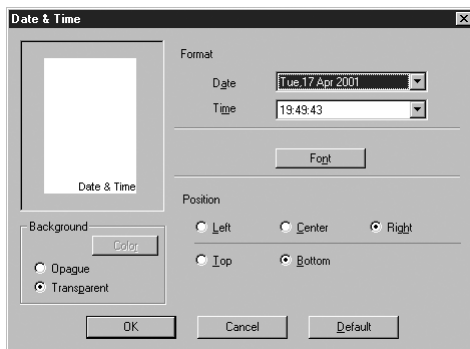 Date & Time
Format
Date Tue,17 Apr 2001
Time 19:49:43
Font
Date & Time
Position
Left Center Right
Top Bottom
Background
Color
Opaque
Transparent
OK Cancel Default